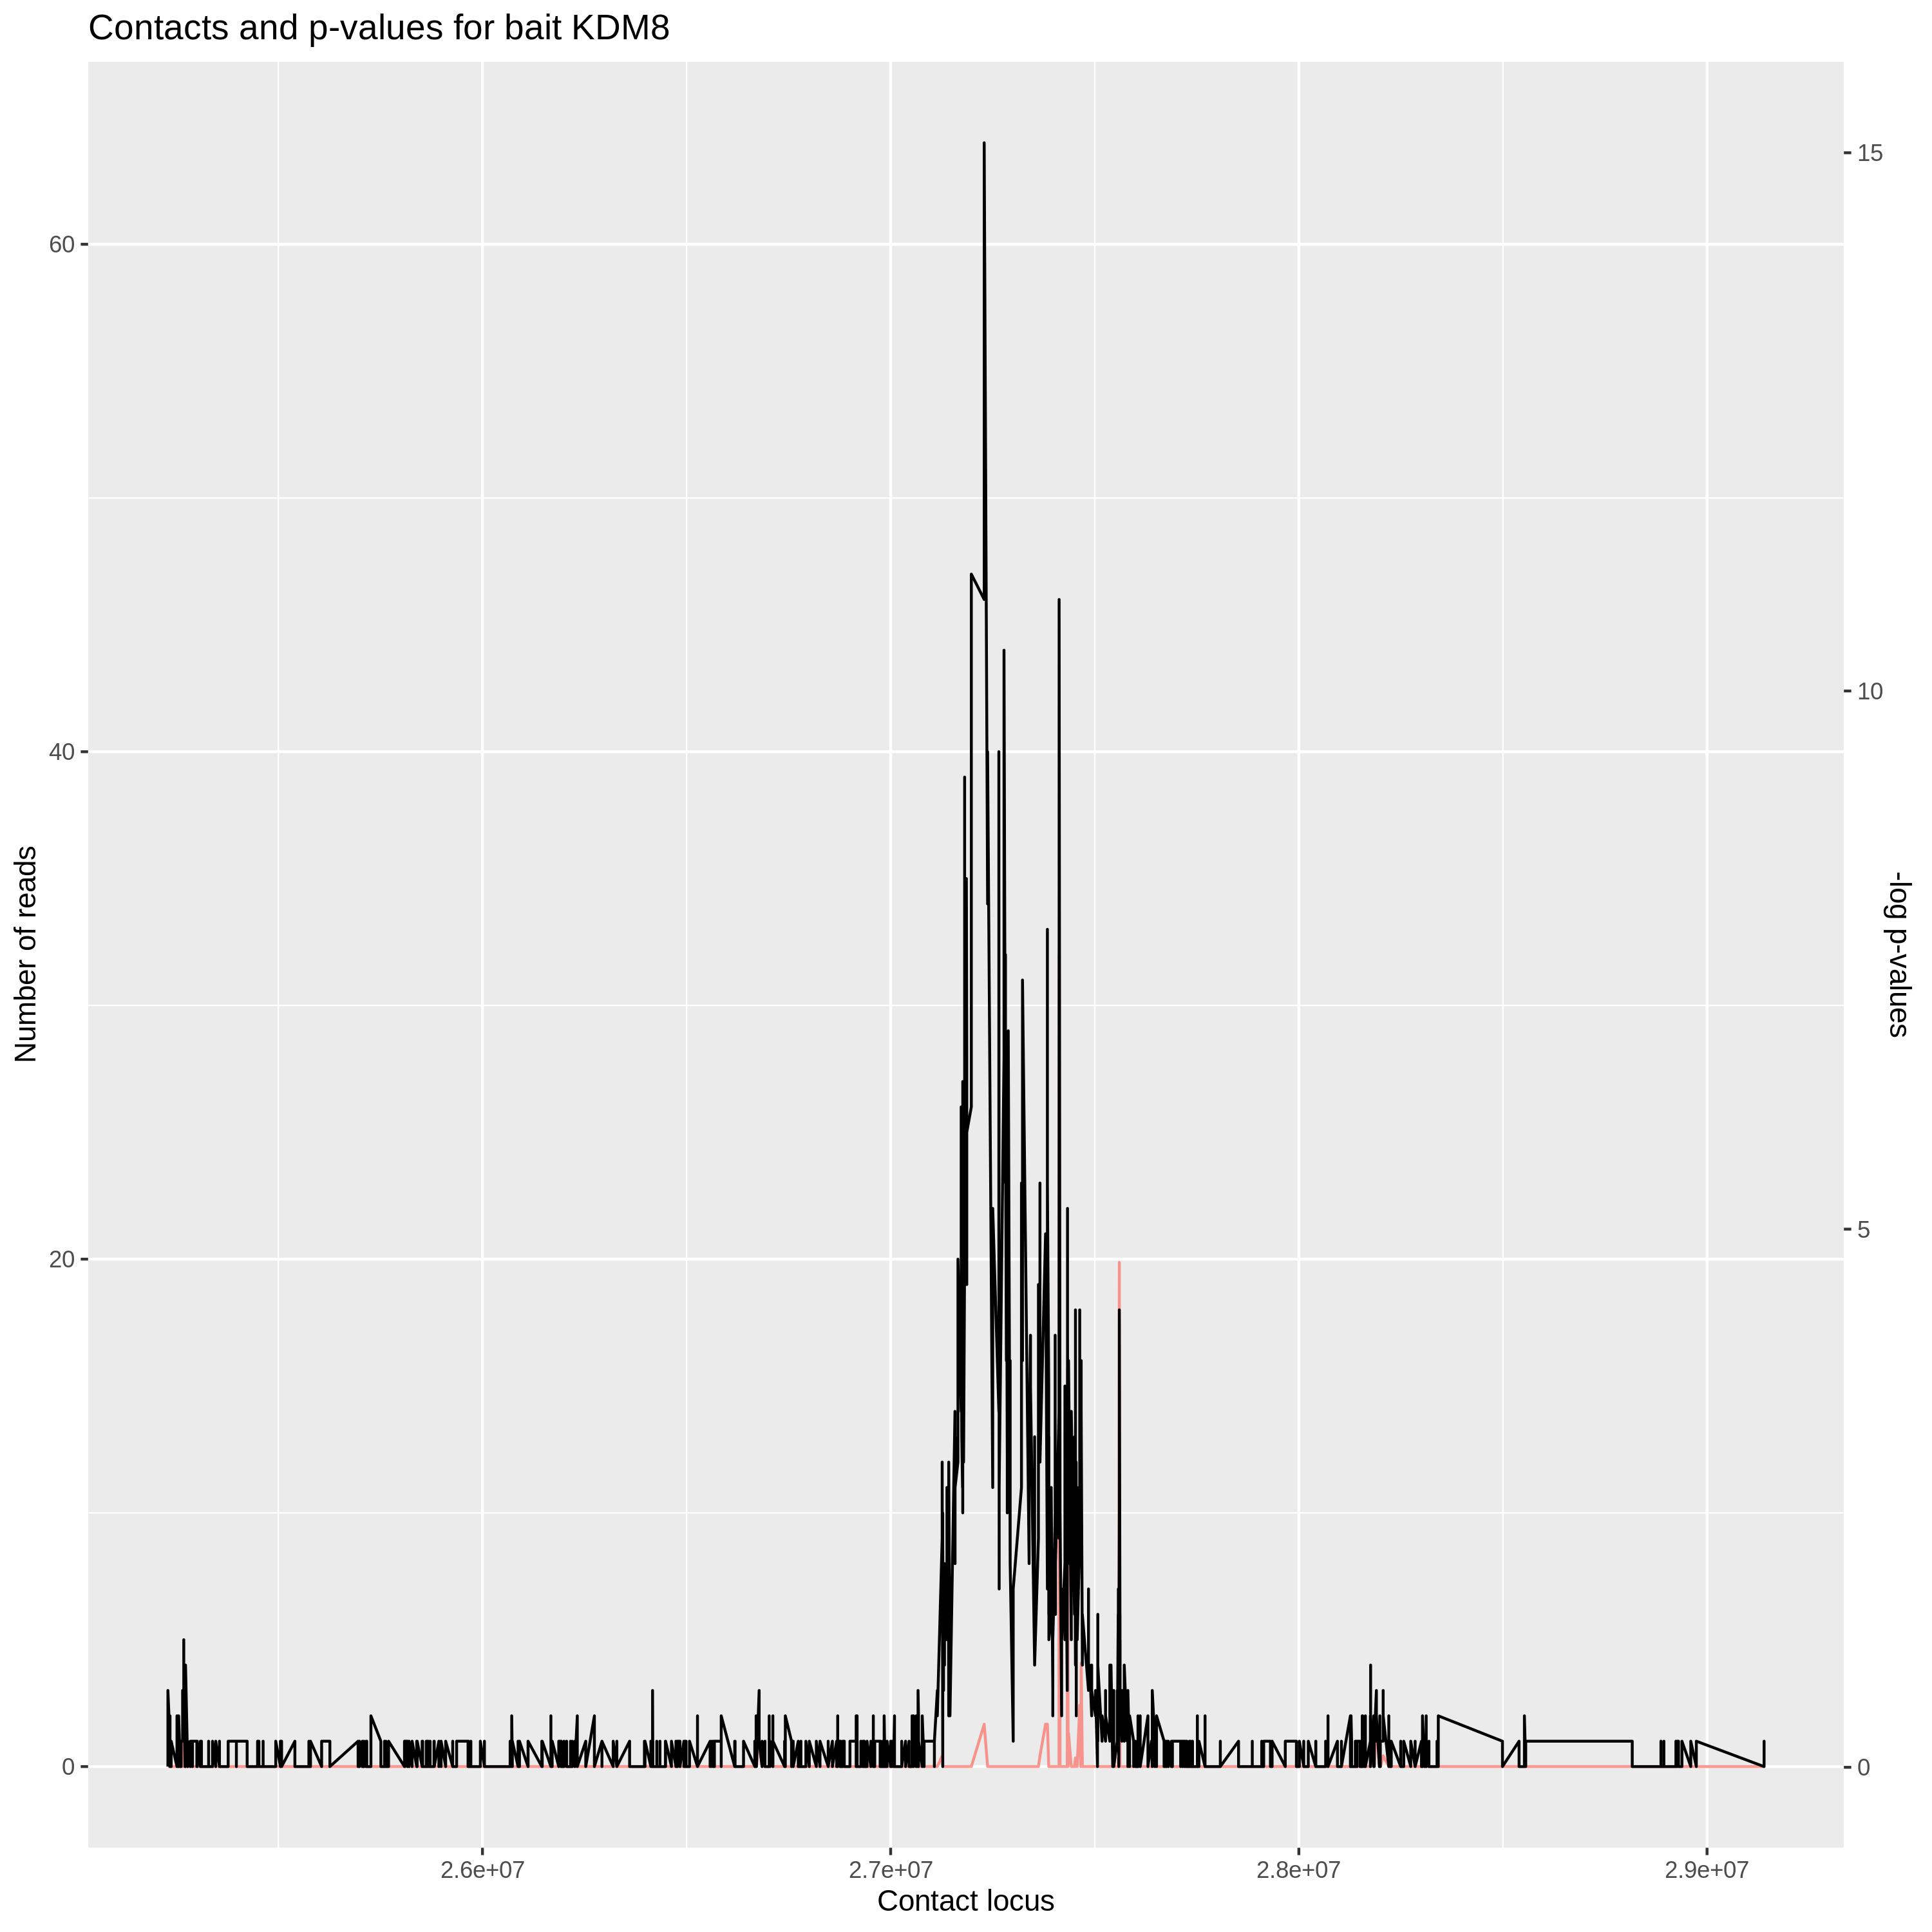 Contacts and p-values for bait KDM8
60
40
20
0
Number of reads
15
10
5
0
-log p-values
2.6e+07
2.7e+07
2.8e+07
2.9e+07
Contact locus